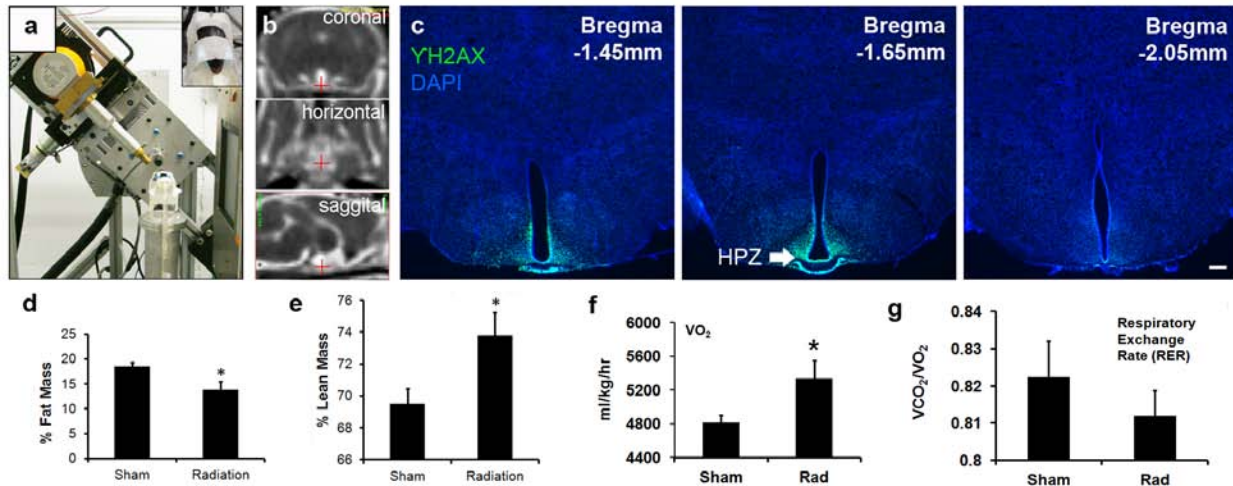 a
b
coronal
horizontal
saggital
c
ƳH2AX
DAPI
Bregma
-1.45mm
HPZ
Bregma
-1.65mm
Bregma
-2.05mm
d
% Fat Mass
25
20
15
10
5
0
*
Sham
Radiation
e
% Lean Mass
76
74
72
70
68
66
*
Sham
Radiation
f
ml/kg/hr
6000
5600
5200
4800
4400
VO2
*
Sham
Rad
g
VCO2/VO2
0.84
0.83
0.82
0.81
0.8
Respiratory
Exchange
Rate (RER)
Sham
Rad